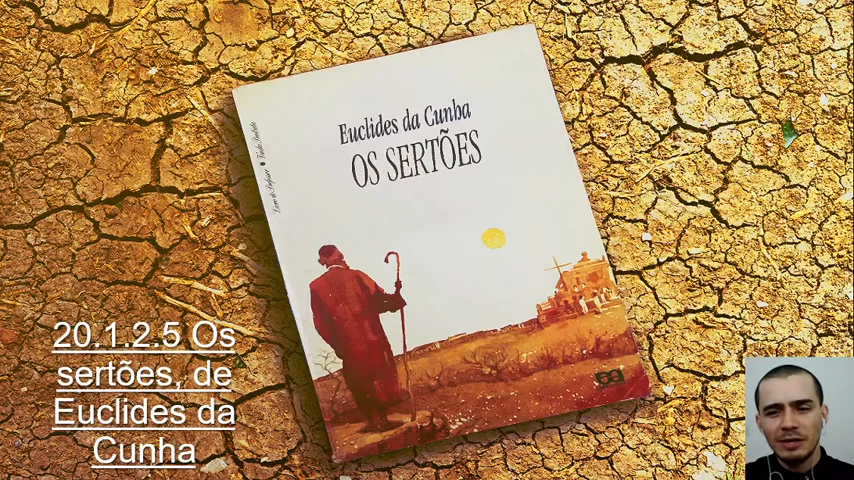 Euclides da Cunha
OS SERTÕES
20.1.2.5 Os
sertões, de
Euclides da
Cunha